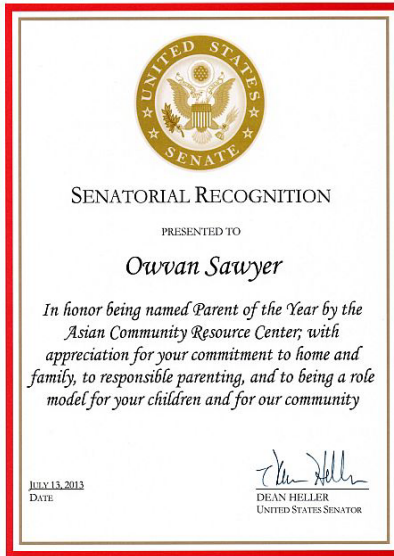 UNITED STATES
SENATE
SENATORIAL RECOGNITION
PRESENTED TO
Owvan Sawyer
In honor being named Parent of the Year by the
Asian Community Resource Center; with
appreciation for your commitment to home and
family, to responsible parenting, and to being a role
model for your children and for our community
JULY 13, 2013
DATE
Dean Heller
DEAN HELLER
UNITED STATES SENATOR